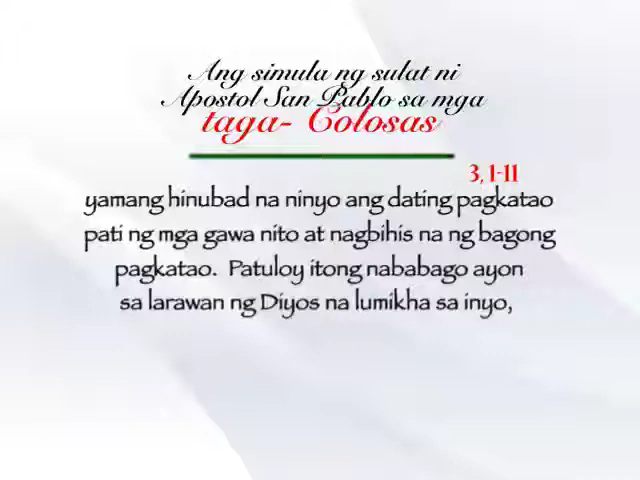 Ang simula ng sulat ni
Apostol San Pablo sa mga
taga- Colosas
3, 1-11
yamang hinubad na ninyo ang dating pagkatao
pati ng mga gawa nito at nagbihis na ng bagong
pagkatao. Patuloy itong nababago ayon
sa larawan ng Diyos na lumikha sa inyo,